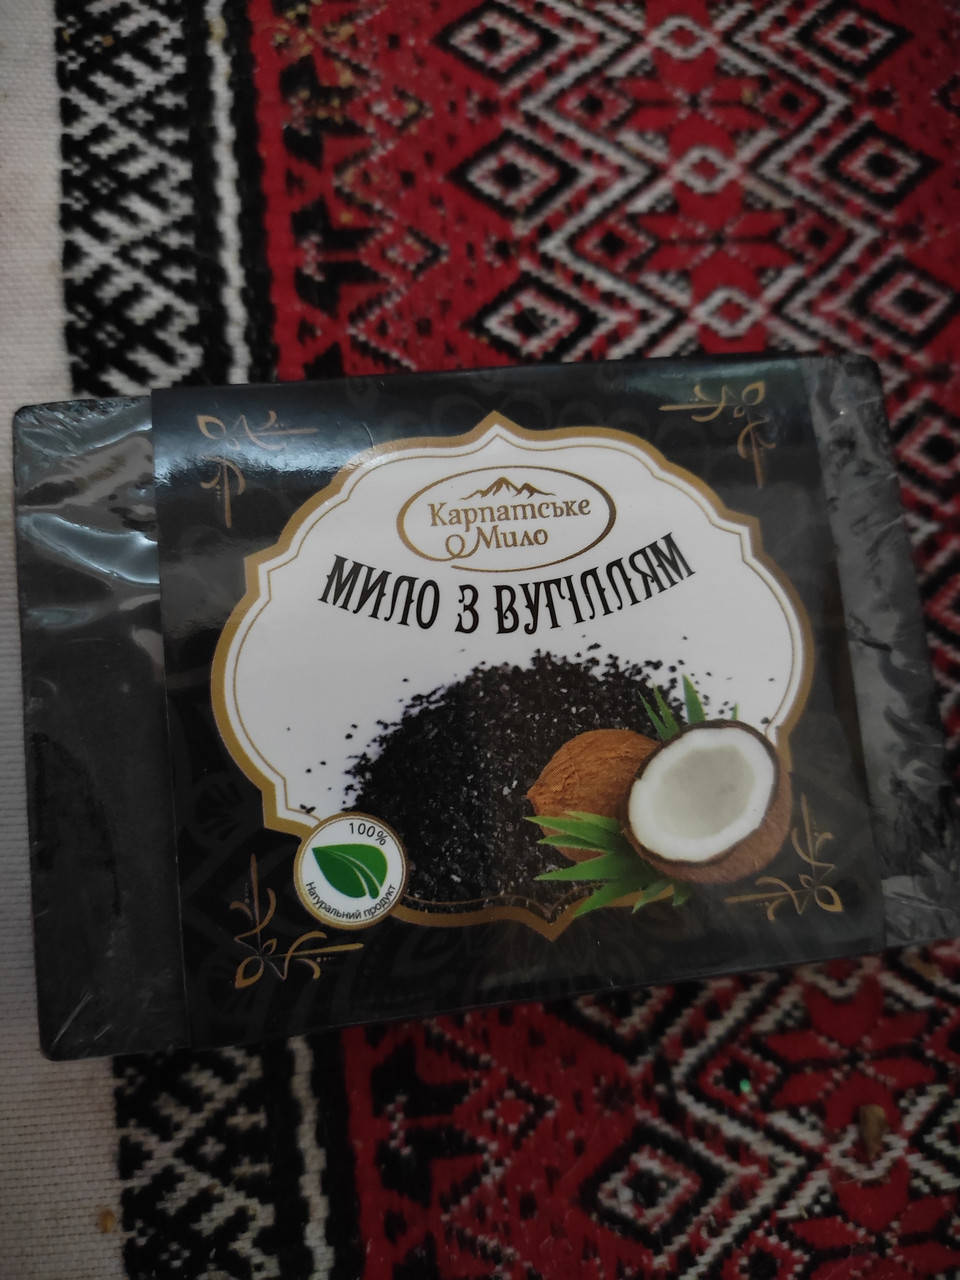 Карпатське
Мило
МИЛО З ВУГІЛЛЯМ
100%
Натуральний продукт